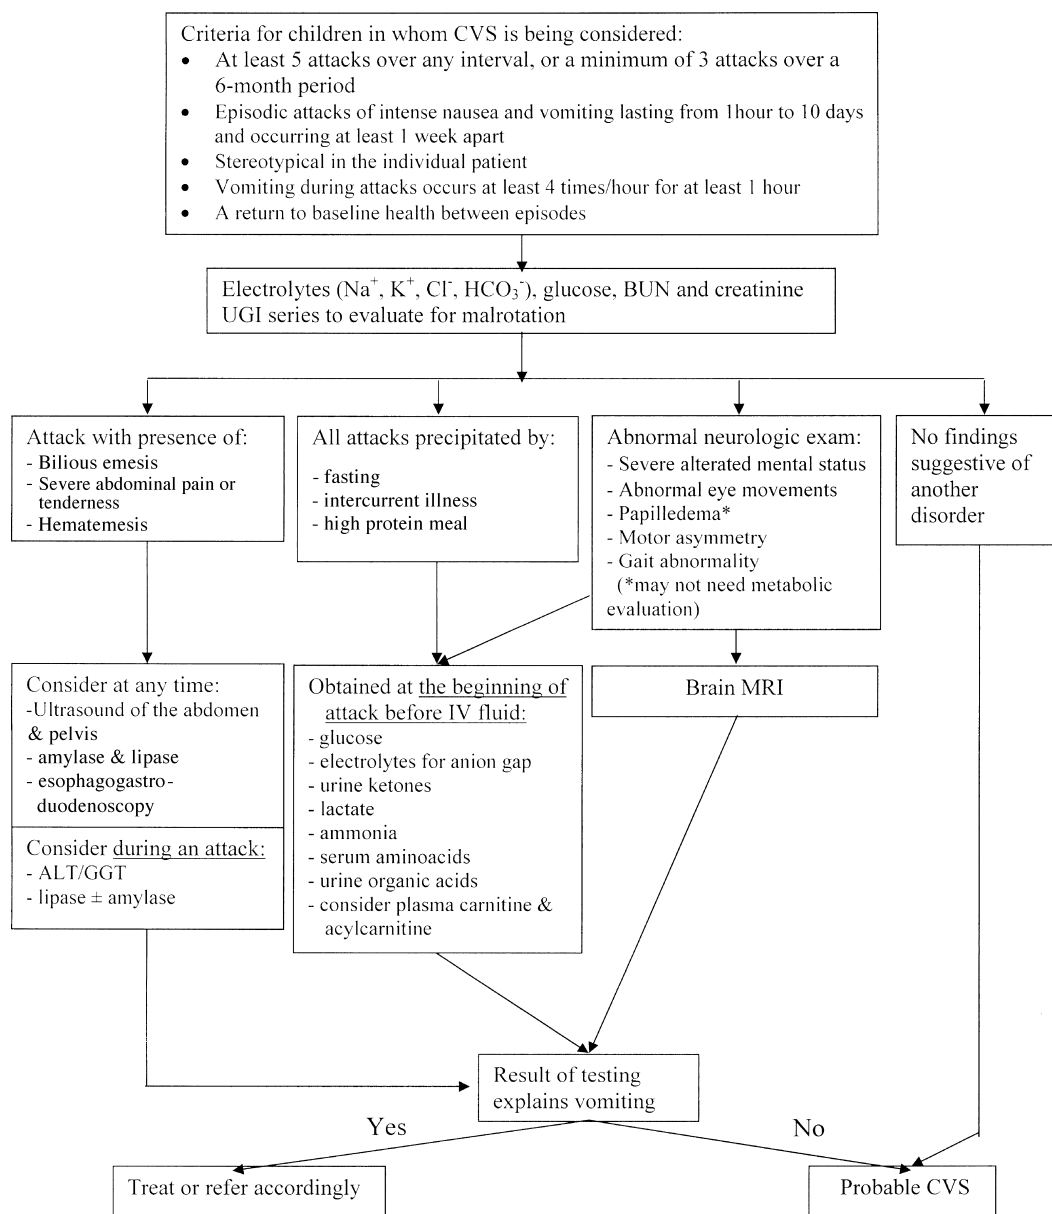 Criteria for children in whom CVS is being considered:
• At least 5 attacks over any interval, or a minimum of 3 attacks over a
6-month period
• Episodic attacks of intense nausea and vomiting lasting from 1hour to 10 days
and occurring at least 1 week apart
• Stereotypical in the individual patient
• Vomiting during attacks occurs at least 4 times/hour for at least 1 hour
• A return to baseline health between episodes
Electrolytes (Na⁺, K⁺, Cl⁻, HCO₃⁻), glucose, BUN and creatinine
UGI series to evaluate for malrotation
Attack with presence of:
- Bilious emesis
- Severe abdominal pain or
tenderness
- Hematemesis
All attacks precipitated by:
- fasting
- intercurrent illness
- high protein meal
Abnormal neurologic exam:
- Severe alterated mental status
- Abnormal eye movements
- Papilledema*
- Motor asymmetry
- Gait abnormality
(*may not need metabolic
evaluation)
No findings
suggestive of
another
disorder
Consider at any time:
-Ultrasound of the abdomen
& pelvis
- amylase & lipase
- esophagogastro-
duodenoscopy
Consider during an attack:
- ALT/GGT
- lipase ± amylase
Obtained at the beginning of
attack before IV fluid:
- glucose
- electrolytes for anion gap
- urine ketones
- lactate
- ammonia
- serum aminoacids
- urine organic acids
- consider plasma carnitine &
acylcarnitine
Brain MRI
Result of testing
explains vomiting
Yes
No
Treat or refer accordingly
Probable CVS